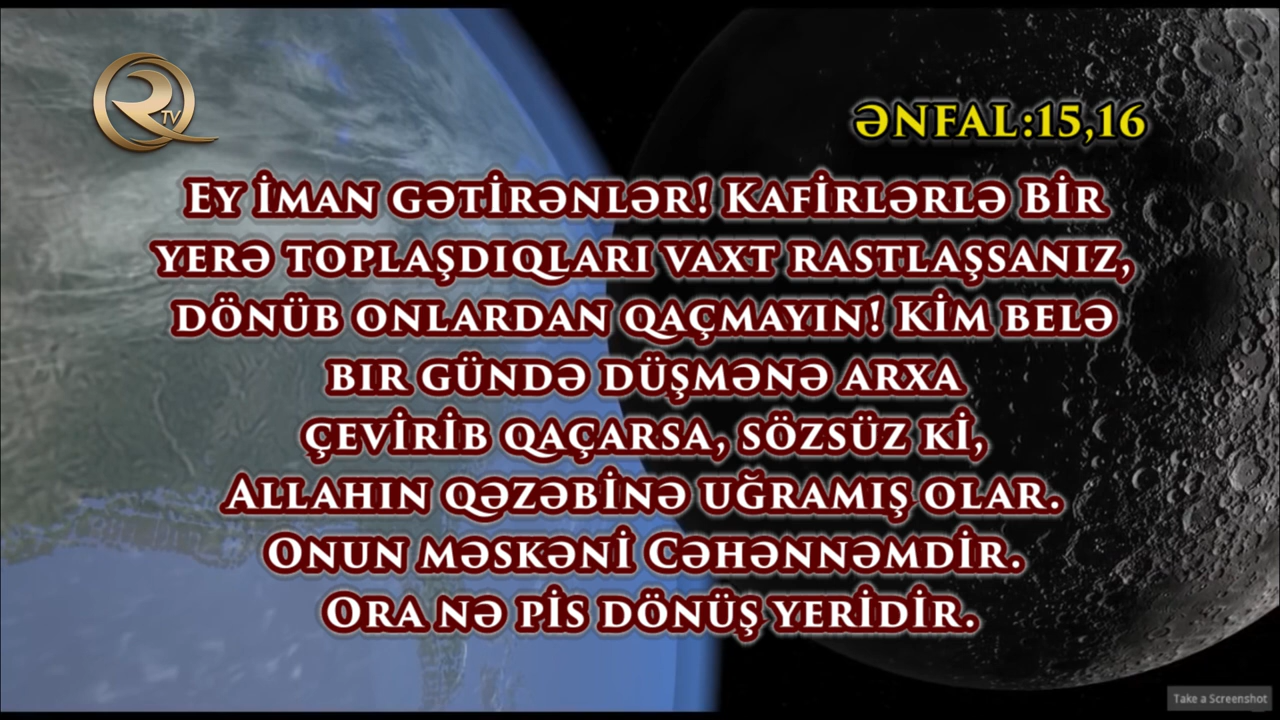 TV
ƏNFAL:15,16
Ey İman gətİrənlər! Kafİrlərlə Bİr
yerə toplaşdıqları vaxt rastlaşsanız,
dönüb onlardan qaçmayın! Kİm belə
bır gündə düşmənə arxa
çevİrİb qaçarsa, sözsüz kİ,
Allahın qəzəbİnə uğramış olar.
Onun məskənİ Cəhənnəmdİr.
Ora nə pİs dönüş yerİdİr.
Take a Screenshot